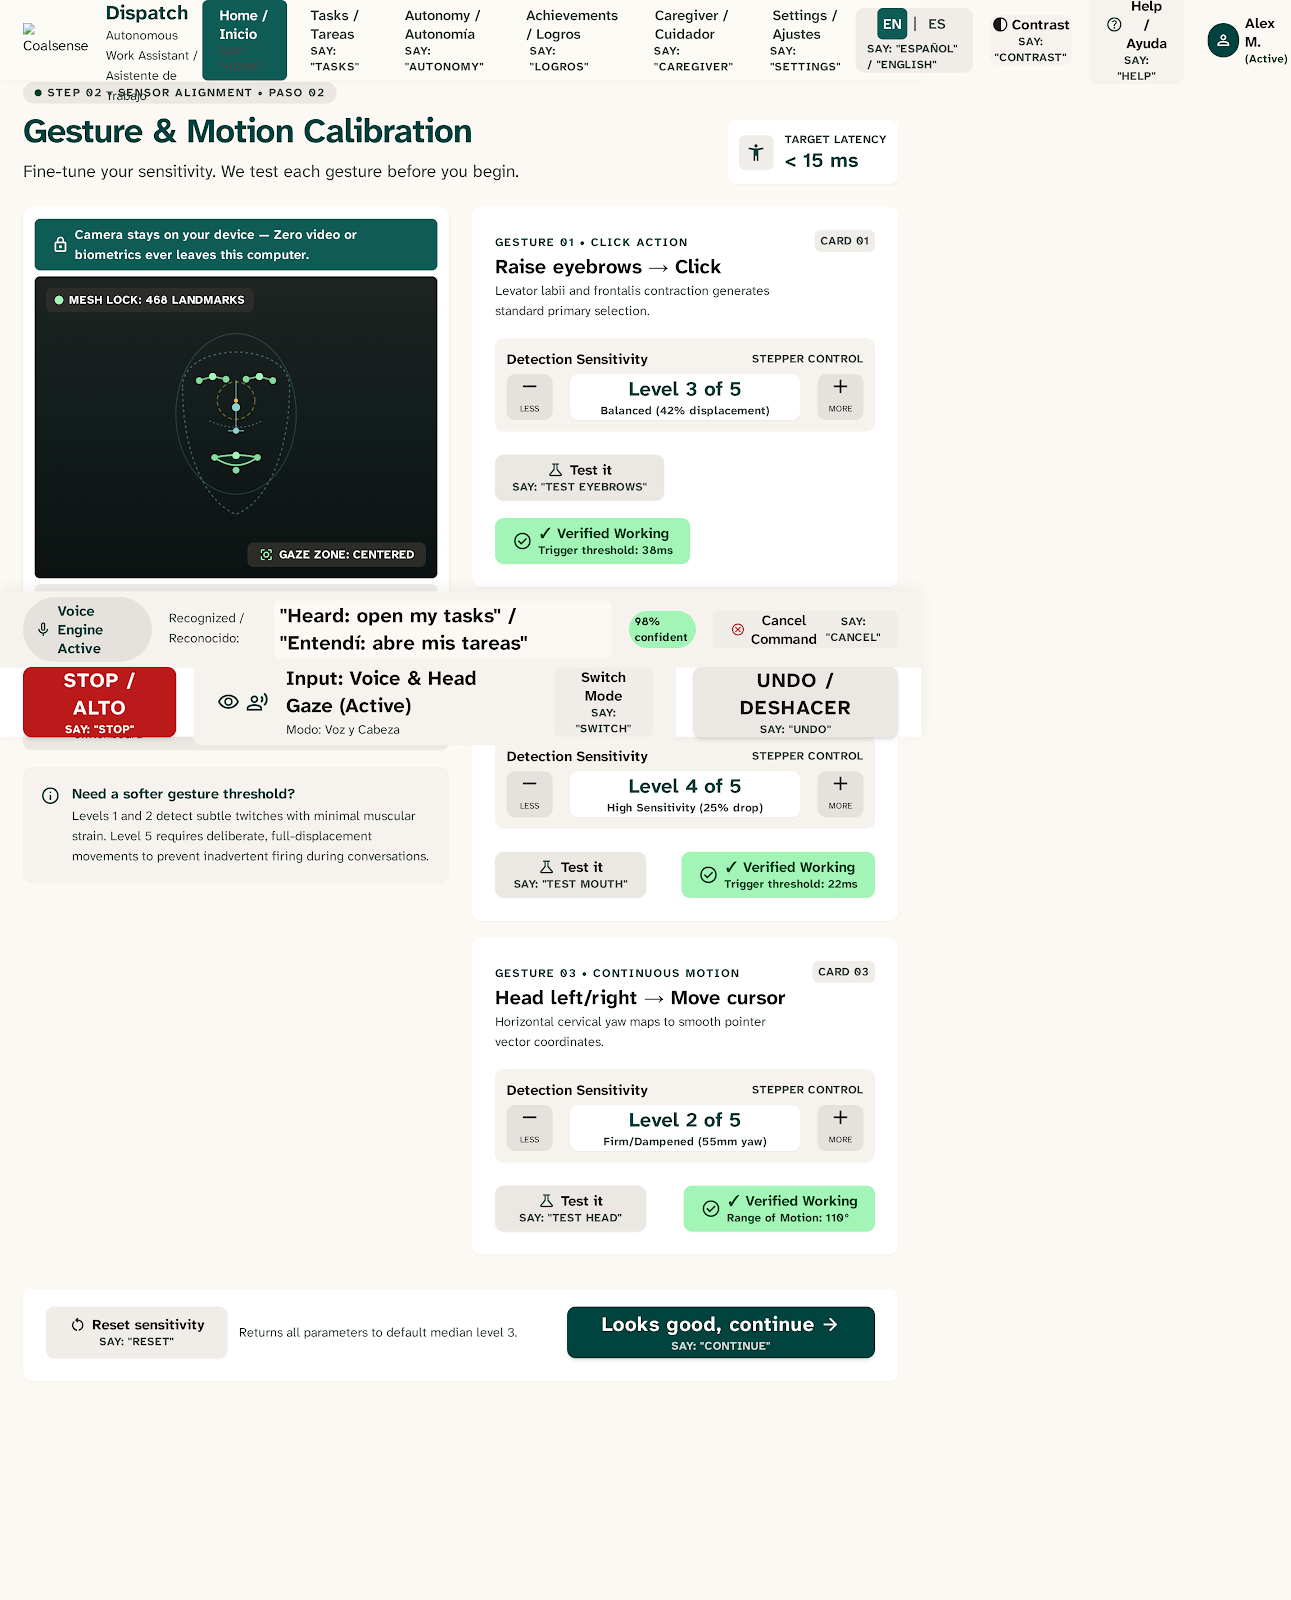 Coalsense
Dispatch
Autonomous
Work Assistant /
Asistente de
Trabajo
Home /
Inicio
SAY:
"HOME"
Tasks /
Tareas
SAY:
"TASKS"
Autonomy /
Autonomía
SAY:
"AUTONOMY"
Achievements
/ Logros
SAY:
"LOGROS"
Caregiver /
Cuidador
SAY:
"CAREGIVER"
Settings /
Ajustes
SAY:
"SETTINGS"
EN | ES
SAY: "ESPAÑOL"
/ "ENGLISH"
Contrast
SAY:
"CONTRAST"
Help
/
Ayuda
SAY:
"HELP"
Alex
M.
(Active)
STEP 02 • SENSOR ALIGNMENT • PASO 02
Gesture & Motion Calibration
Fine-tune your sensitivity. We test each gesture before you begin.
TARGET LATENCY
< 15 ms
Camera stays on your device — Zero video or
biometrics ever leaves this computer.
MESH LOCK: 468 LANDMARKS
GAZE ZONE: CENTERED
GESTURE 01 • CLICK ACTION
CARD 01
Raise eyebrows → Click
Levator labii and frontalis contraction generates
standard primary selection.
Detection Sensitivity
STEPPER CONTROL
− LESS
Level 3 of 5
Balanced (42% displacement)
+ MORE
Test it
SAY: "TEST EYEBROWS"
✓ Verified Working
Trigger threshold: 38ms
Voice
Engine
Active
Recognized /
Reconocido:
"Heard: open my tasks" /
"Entendí: abre mis tareas"
98%
confident
Cancel
Command
SAY:
"CANCEL"
STOP /
ALTO
SAY: "STOP"
Input: Voice & Head
Gaze (Active)
Modo: Voz y Cabeza
Switch
Mode
SAY:
"SWITCH"
UNDO /
DESHACER
SAY: "UNDO"
Need a softer gesture threshold?
Levels 1 and 2 detect subtle twitches with minimal muscular
strain. Level 5 requires deliberate, full-displacement
movements to prevent inadvertent firing during conversations.
Detection Sensitivity
STEPPER CONTROL
− LESS
Level 4 of 5
High Sensitivity (25% drop)
+ MORE
Test it
SAY: "TEST MOUTH"
✓ Verified Working
Trigger threshold: 22ms
GESTURE 03 • CONTINUOUS MOTION
CARD 03
Head left/right → Move cursor
Horizontal cervical yaw maps to smooth pointer
vector coordinates.
Detection Sensitivity
STEPPER CONTROL
− LESS
Level 2 of 5
Firm/Dampened (55mm yaw)
+ MORE
Test it
SAY: "TEST HEAD"
✓ Verified Working
Range of Motion: 110°
Reset sensitivity
SAY: "RESET"
Returns all parameters to default median level 3.
Looks good, continue →
SAY: "CONTINUE"